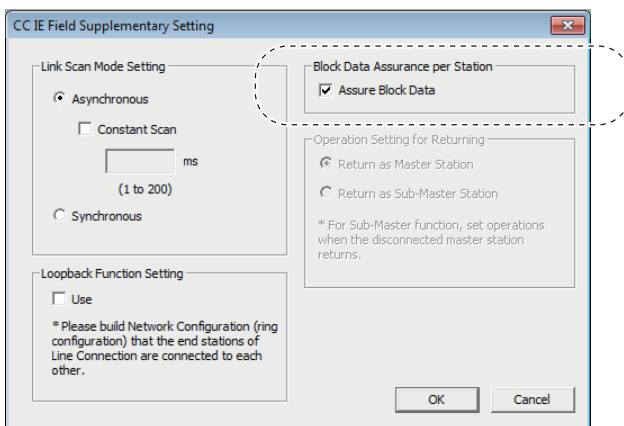 CC IE Field Supplementary Setting
Link Scan Mode Setting
Asynchronous
Constant Scan
ms
(1 to 200)
Synchronous
Loopback Function Setting
Use
* Please build Network Configuration (ring
configuration) that the end stations of
Line Connection are connected to each
other.
Block Data Assurance per Station
Assure Block Data
Operation Setting for Returning
Return as Master Station
Return as Sub-Master Station
* For Sub-Master function, set operations
when the disconnected master station
returns.
OK
Cancel